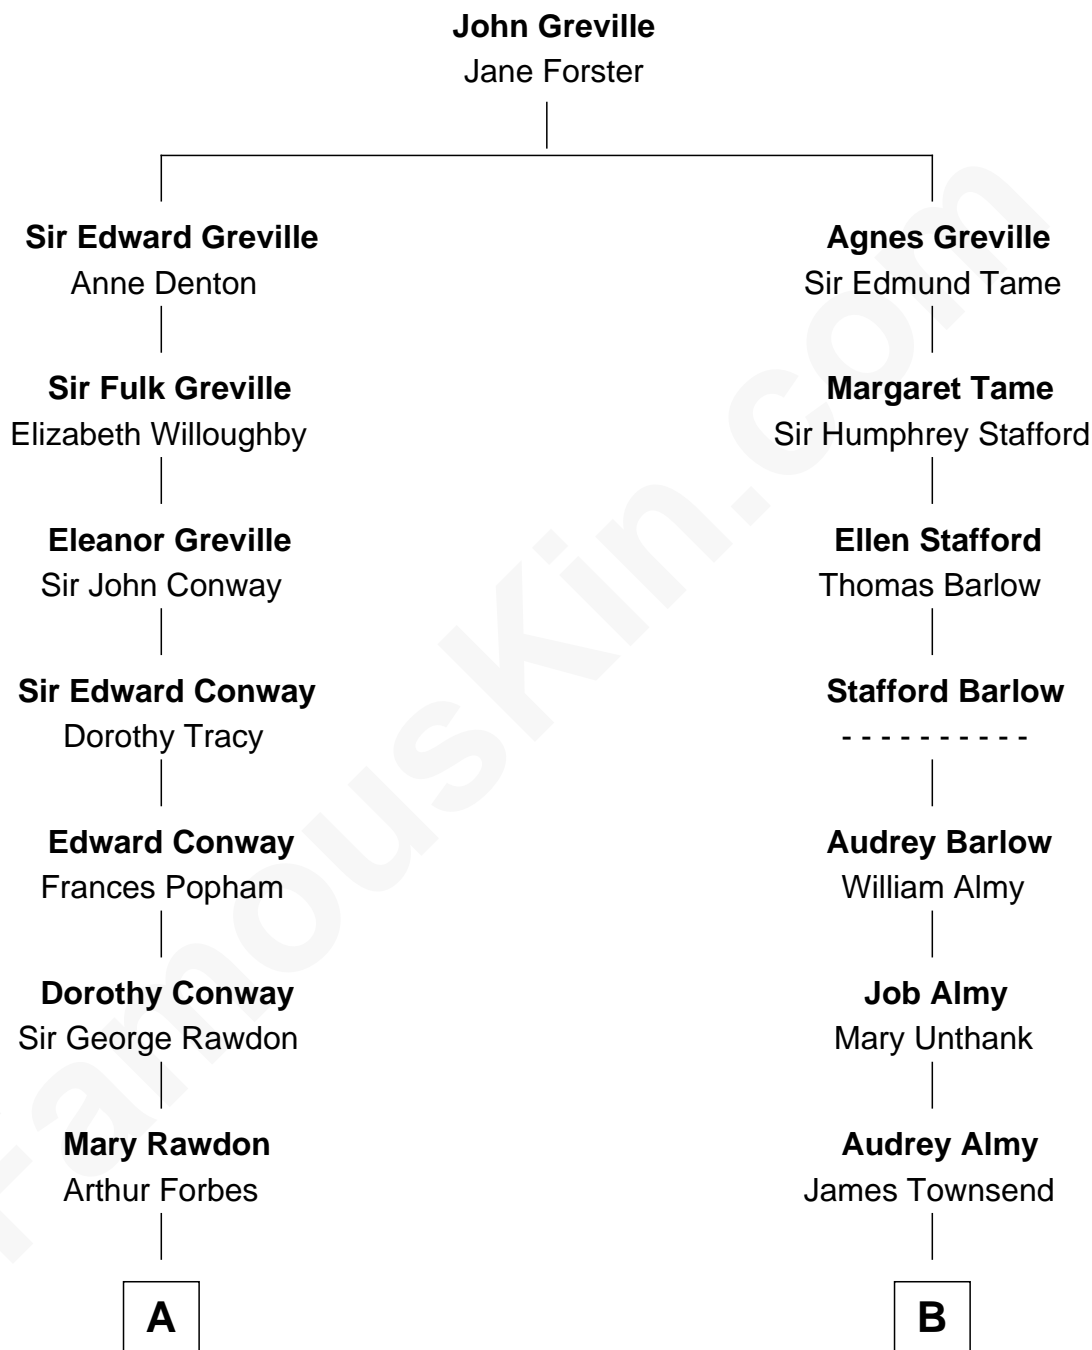 John Greville
Jane Forster
Sir Edward Greville
Anne Denton
Agnes Greville
Sir Edmund Tame
Sir Fulk Greville
Elizabeth Willoughby
Margaret Tame
Sir Humphrey Stafford
Eleanor Greville
Sir John Conway
Ellen Stafford
Thomas Barlow
Sir Edward Conway
Dorothy Tracy
Stafford Barlow
- - - - - - - - - -
Edward Conway
Frances Popham
Audrey Barlow
William Almy
Dorothy Conway
Sir George Rawdon
Job Almy
Mary Unthank
Mary Rawdon
Arthur Forbes
Audrey Almy
James Townsend
A
B
FamousKin.com